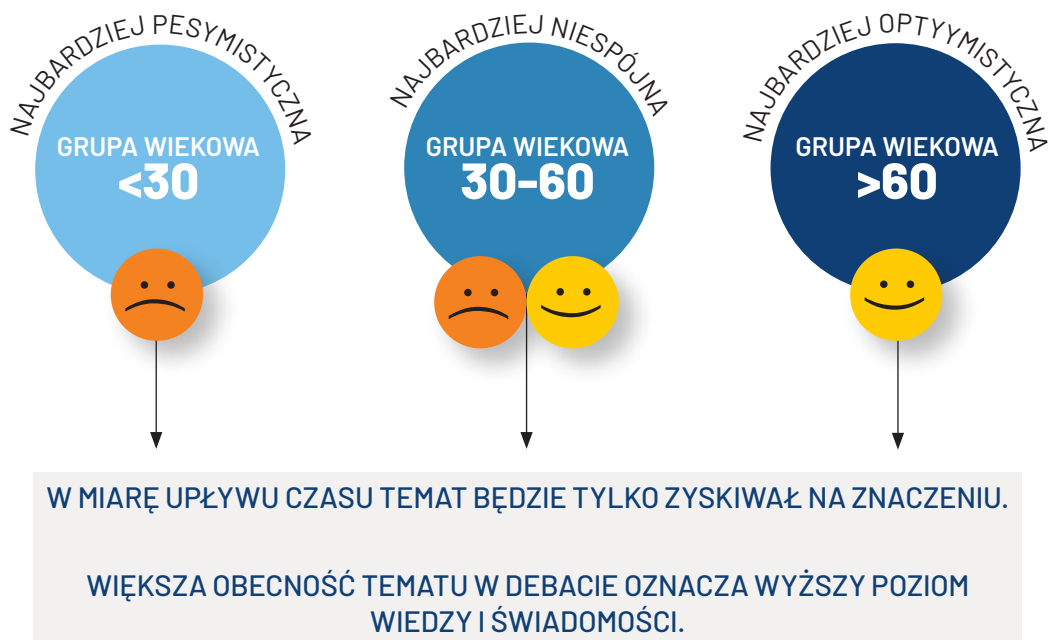 NAJBARDZIEJ PESYMISTYCZNA
GRUPA WIEKOWA
<30
NAJBARDZIEJ NIESPÓJNA
GRUPA WIEKOWA
30-60
NAJBARDZIEJ OPTYYMISTYCZNA
GRUPA WIEKOWA
>60
W MIARĘ UPŁYWU CZASU TEMAT BĘDZIE TYLKO ZYSKIWAŁ NA ZNACZENIU.
WIĘKSZA OBECNOŚĆ TEMATU W DEBACIE OZNACZA WYŻSZY POZIOM
WIEDZY I ŚWIADOMOŚCI.